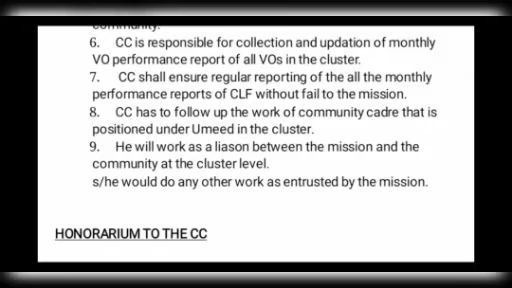 community.
6. CC is responsible for collection and updation of monthly
VO performance report of all VOs in the cluster.
7. CC shall ensure regular reporting of the all the monthly
performance reports of CLF without fail to the mission.
8. CC has to follow up the work of community cadre that is
positioned under Umeed in the cluster.
9. He will work as a liason between the mission and the
community at the cluster level.
s/he would do any other work as entrusted by the mission.
HONORARIUM TO THE CC